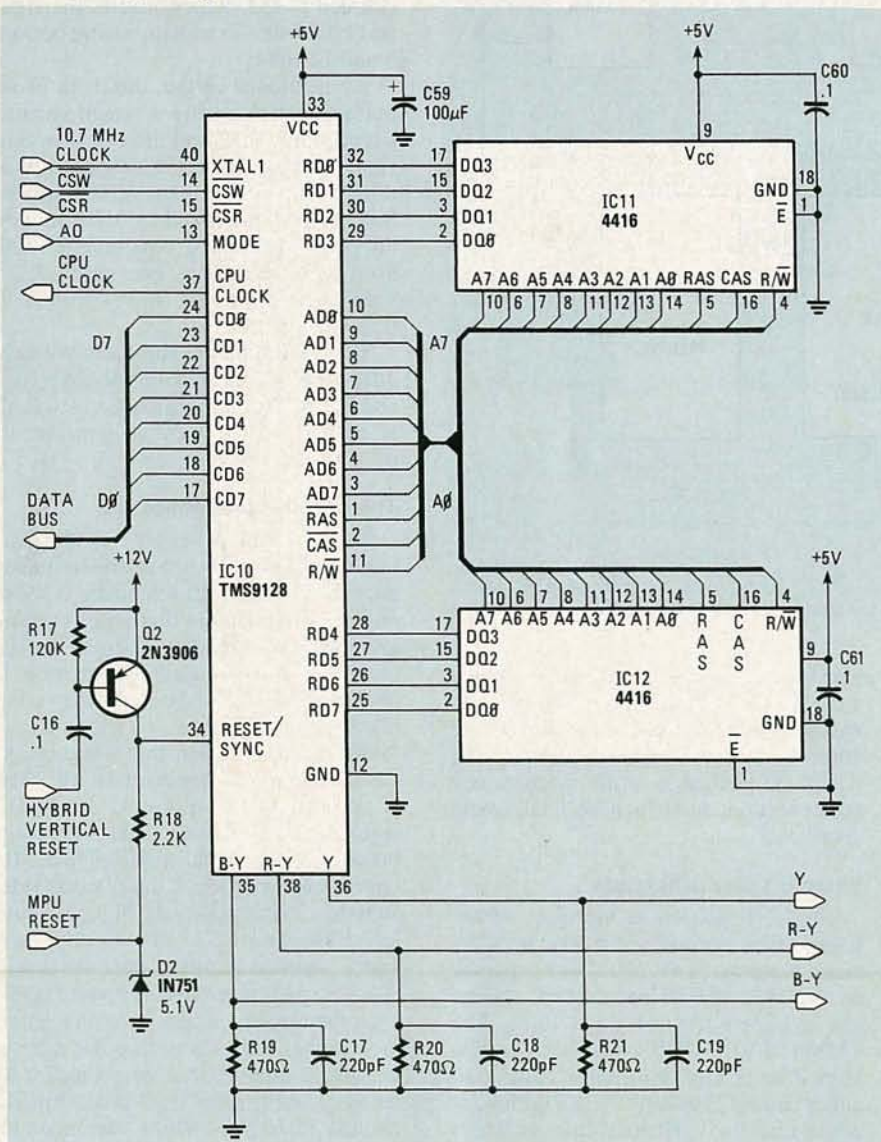 +5V
+
C59
100µF
33
VCC
10.7 MHz
CLOCK
40
XTAL1
CSW
14
CSW
CSR
15
CSR
AO
13
MODE
CPU
CLOCK
37
CPU
CLOCK
D7
24
CD0
23
CD1
22
CD2
21
CD3
20
CD4
19
CD5
18
CD6
17
CD7
DATA
BUS
D0
RD0
32
RD1
31
RD2
30
RD3
29
AD0
10
AD1
9
AD2
8
AD3
7
AD4
6
AD5
5
AD6
4
AD7
3
RAS
1
CAS
2
R/W
11
A7
A0
IC10
TMS9128
RD4
28
RD5
27
RD6
26
RD7
25
GND
12
+5V
C60
.1
9
VCC
17
DQ3
15
DQ2
3
DQ1
2
DQ0
IC11
4416
GND
18
E
1
A7 A6 A5 A4 A3 A2 A1 A0 RAS CAS R/W
10 6 7 8 11 12 13 14 5 16 4
10 6 7 8 11 12 13 14 5 16 4
A7 A6 A5 A4 A3 A2 A1 A0 RAS CAS R/W
17
DQ3
15
DQ2
3
DQ1
2
DQ0
IC12
4416
+5V
9
C61
.1
GND
18
E
1
+12V
R17
120K
Q2
2N3906
C16
.1
HYBRID
VERTICAL
RESET
34
RESET/
SYNC
R18
2.2K
MPU
RESET
D2
IN751
5.1V
B-Y R-Y Y
35 38 36
Y
R-Y
B-Y
R19
470Ω
C17
220pF
R20
470Ω
C18
220pF
R21
470Ω
C19
220pF